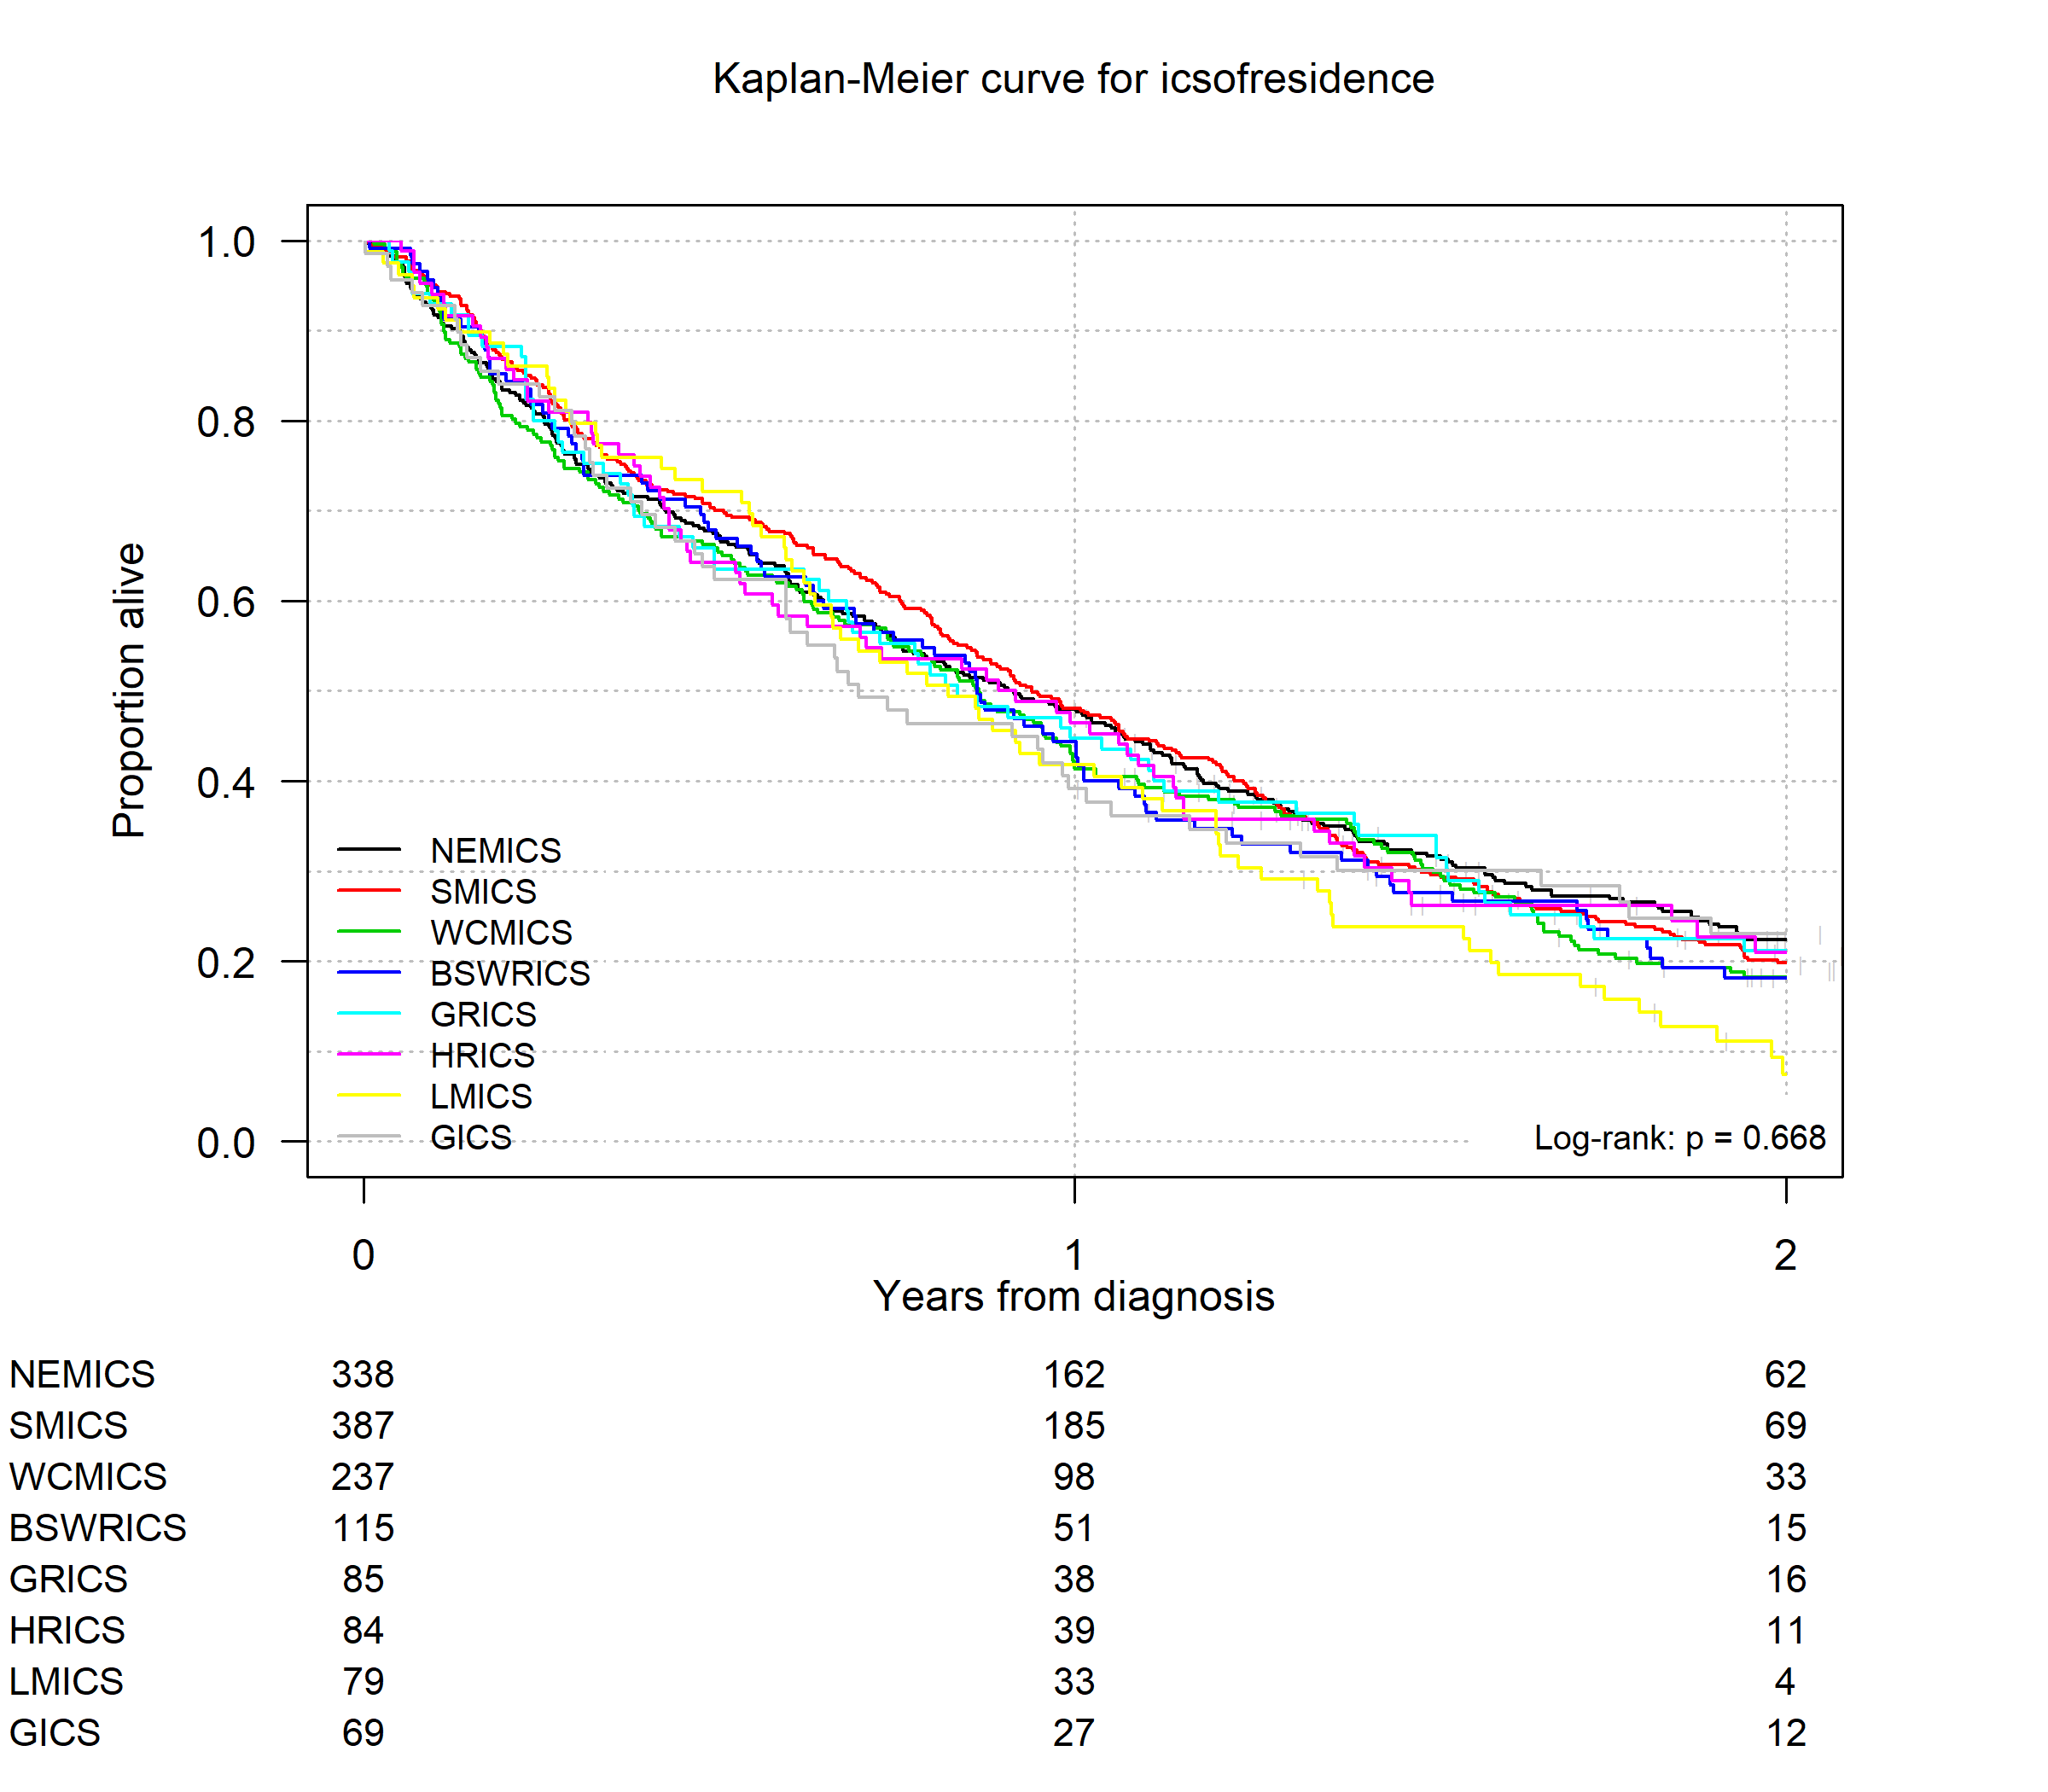 Kaplan-Meier curve for icsofresidence
1.0
0.8
0.6
0.4
0.2
0.0
Proportion alive
NEMICS
SMICS
WCMICS
BSWRICS
GRICS
HRICS
LMICS
GICS
Log-rank: p = 0.668
0 1 2
Years from diagnosis
NEMICS 338 162 62
SMICS 387 185 69
WCMICS 237 98 33
BSWRICS 115 51 15
GRICS 85 38 16
HRICS 84 39 11
LMICS 79 33 4
GICS 69 27 12